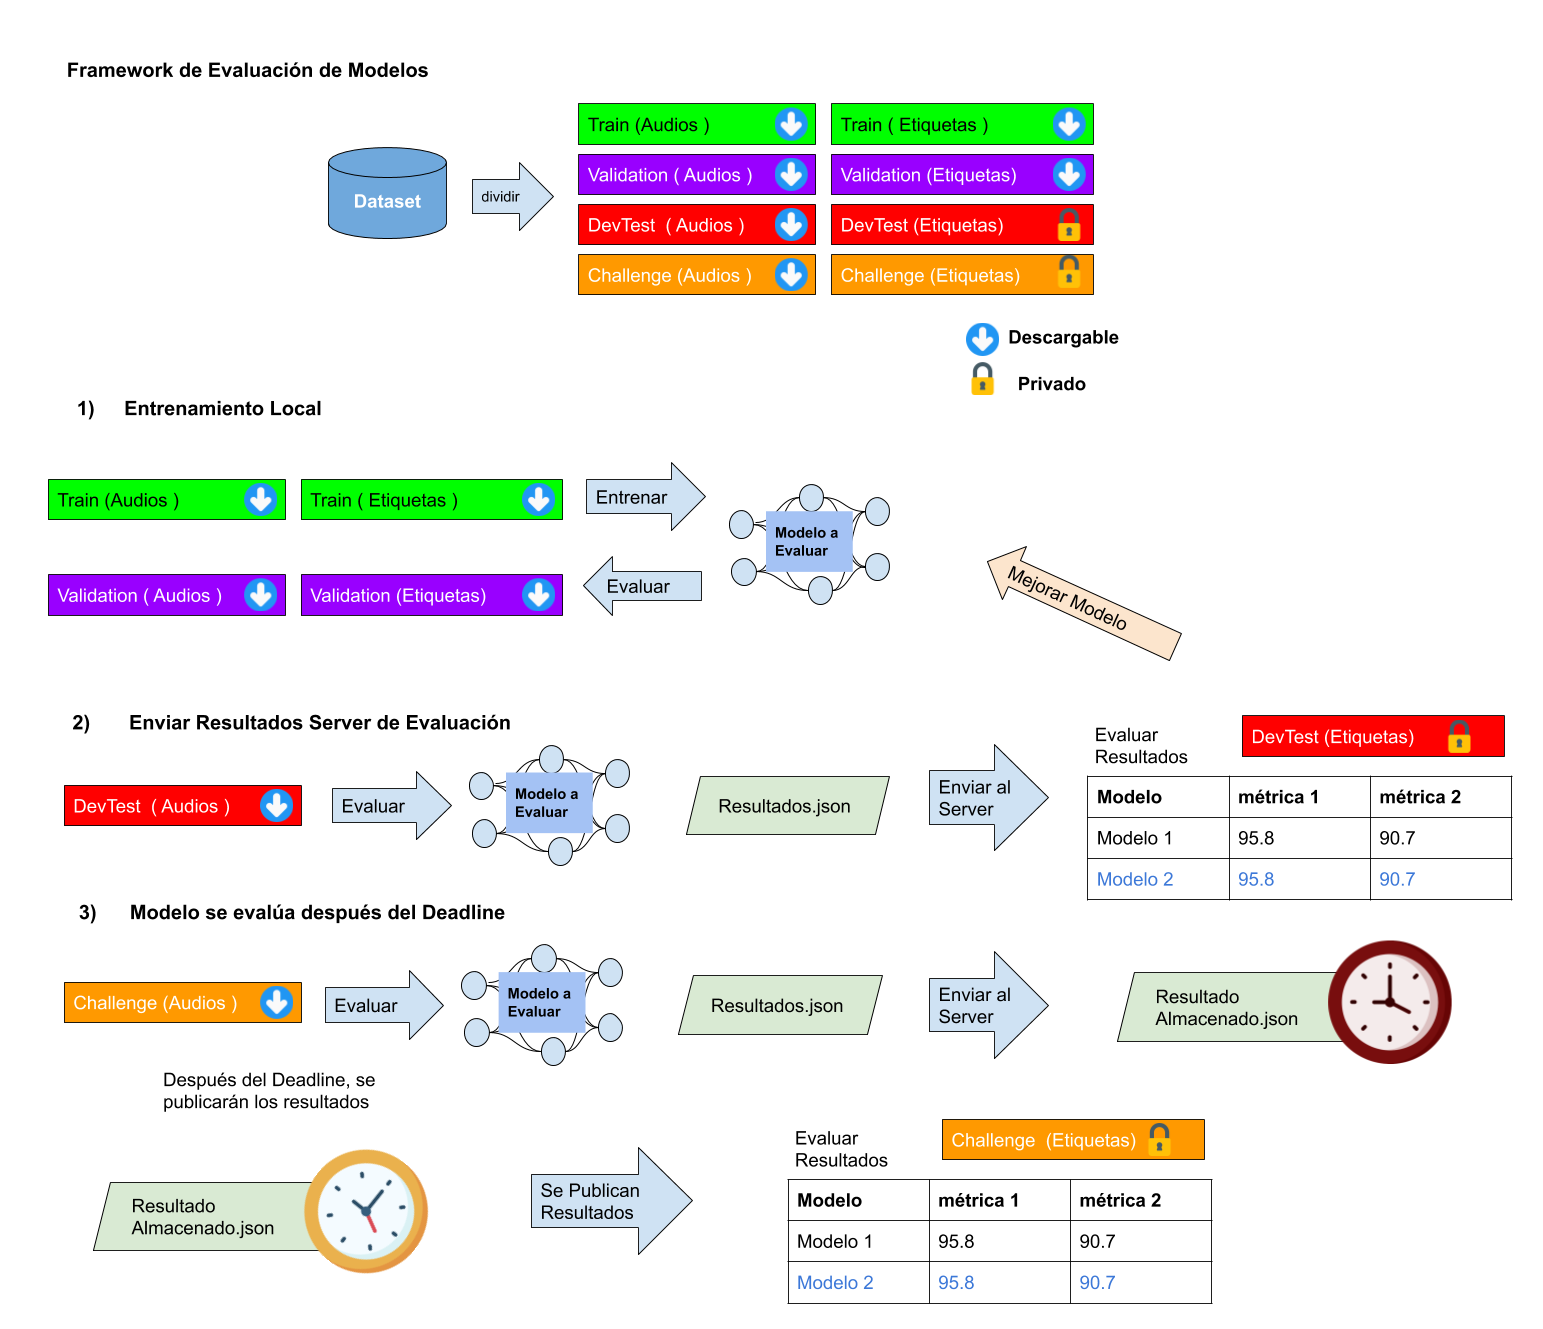 Framework de Evaluación de Modelos
Dataset
dividir
Train (Audios )
Train ( Etiquetas )
Validation ( Audios )
Validation (Etiquetas)
DevTest  ( Audios )
DevTest (Etiquetas)
Challenge (Audios )
Challenge (Etiquetas)
Descargable
Privado
1) Entrenamiento Local
Train (Audios )
Train ( Etiquetas )
Entrenar
Modelo a
Evaluar
Validation ( Audios )
Validation (Etiquetas)
Evaluar
Mejorar Modelo
2) Enviar Resultados Server de Evaluación
DevTest  ( Audios )
Evaluar
Modelo a
Evaluar
Resultados.json
Enviar al
Server
Evaluar
Resultados
DevTest (Etiquetas)
Modelo métrica 1 métrica 2
Modelo 1 95.8 90.7
Modelo 2 95.8 90.7
3) Modelo se evalúa después del Deadline
Challenge (Audios )
Evaluar
Modelo a
Evaluar
Resultados.json
Enviar al
Server
Resultado
Almacenado.json
Después del Deadline, se
publicarán los resultados
Resultado
Almacenado.json
Se Publican
Resultados
Evaluar
Resultados
Challenge  (Etiquetas)
Modelo métrica 1 métrica 2
Modelo 1 95.8 90.7
Modelo 2 95.8 90.7